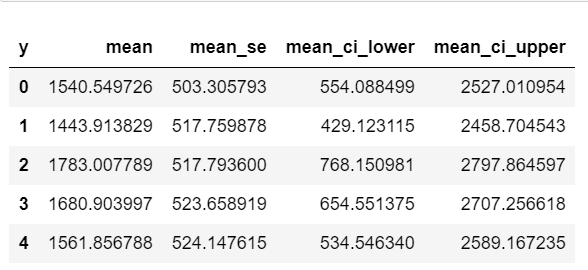 y mean mean_se mean_ci_lower mean_ci_upper
0 1540.549726 503.305793 554.088499 2527.010954
1 1443.913829 517.759878 429.123115 2458.704543
2 1783.007789 517.793600 768.150981 2797.864597
3 1680.903997 523.658919 654.551375 2707.256618
4 1561.856788 524.147615 534.546340 2589.167235